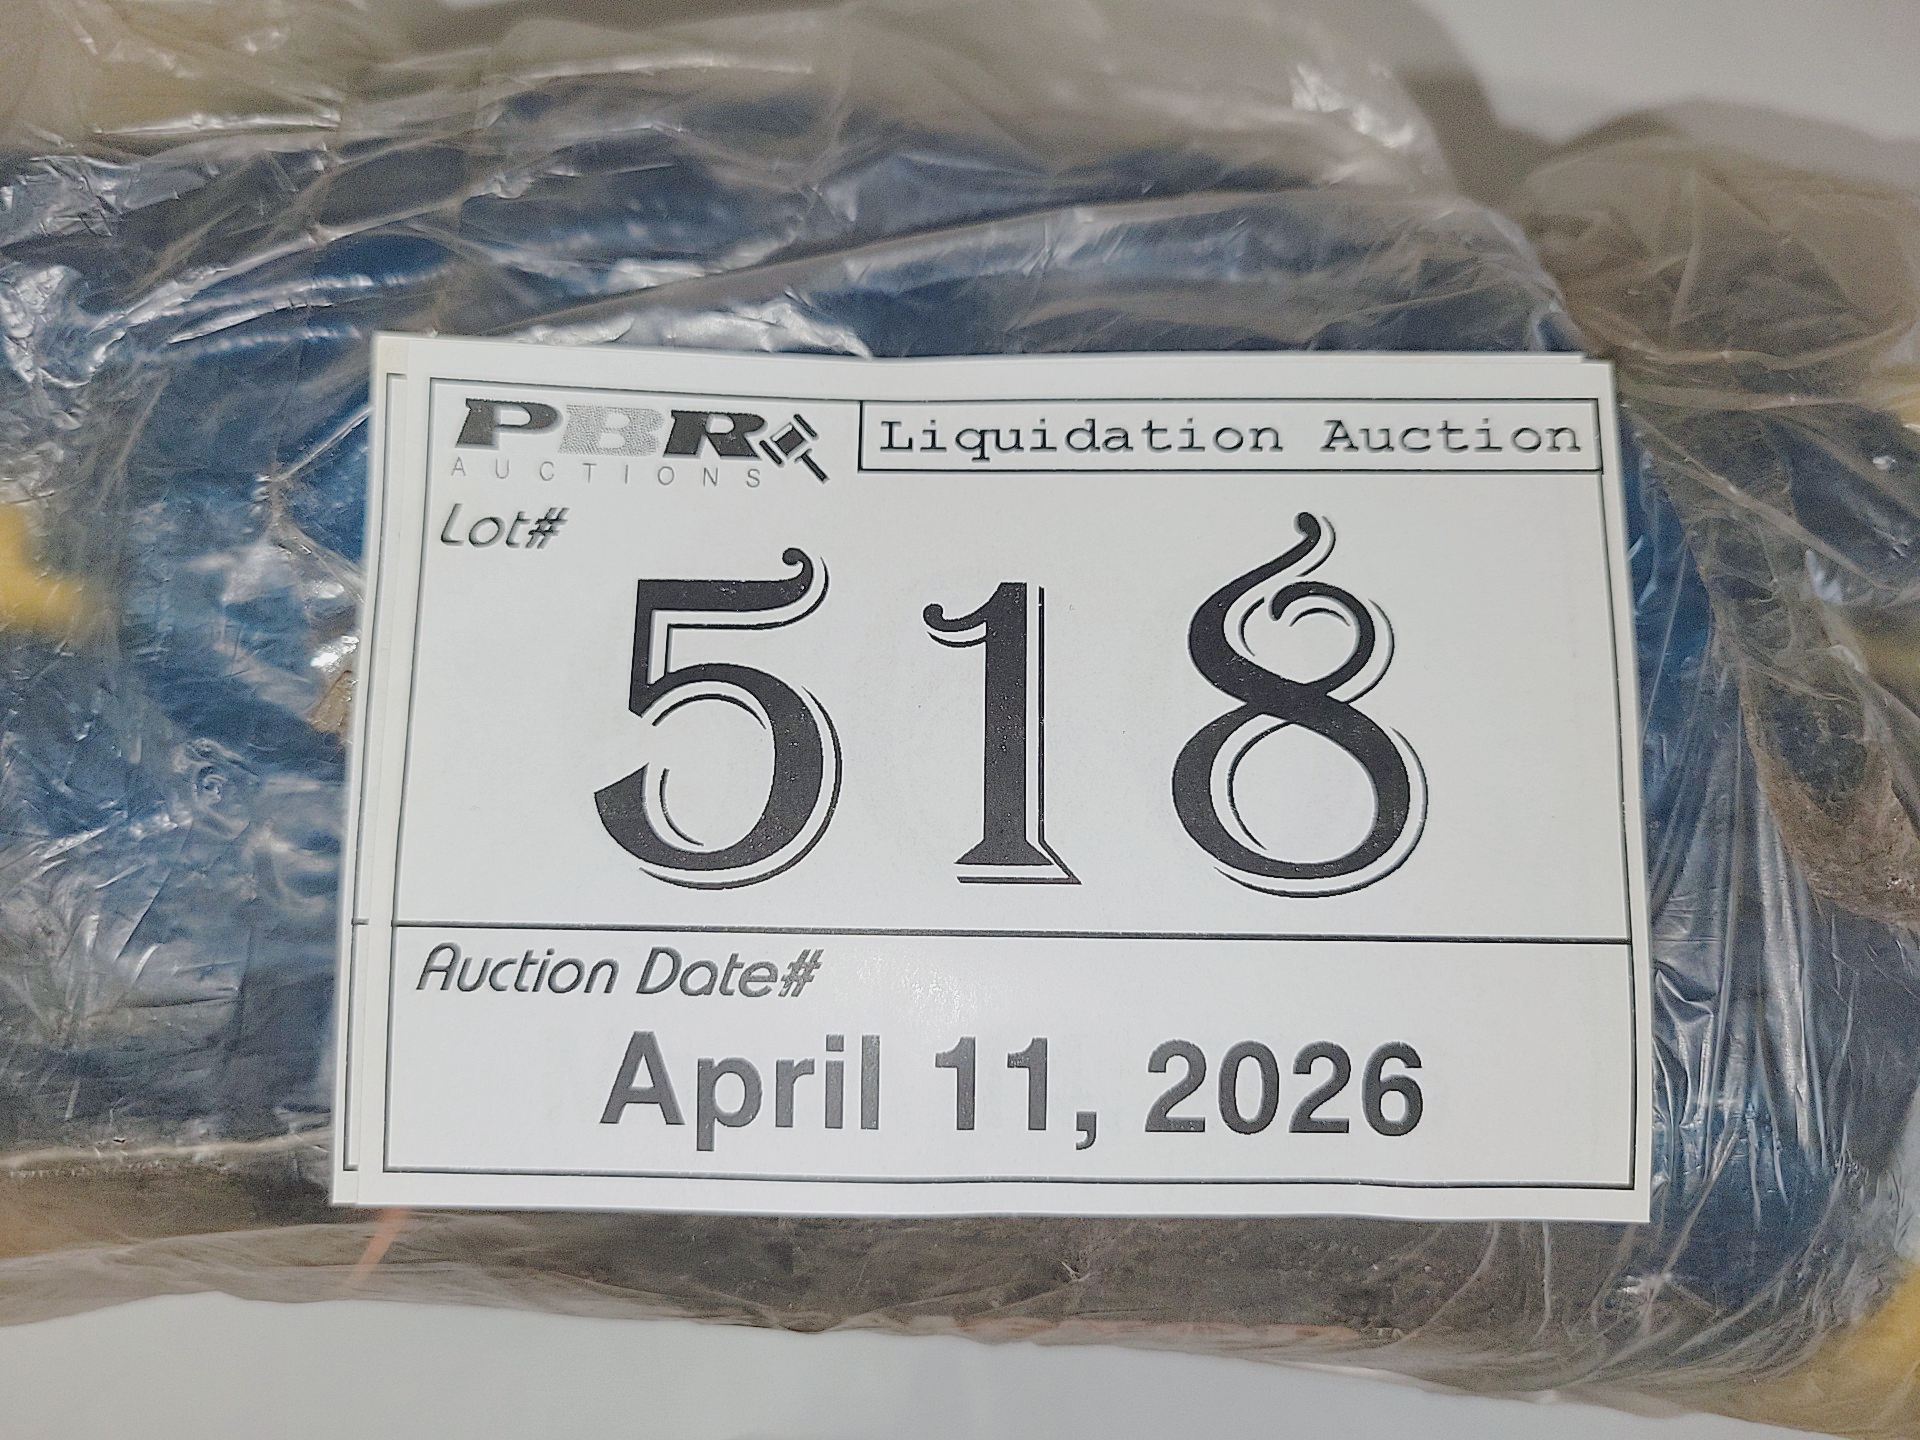 PBR
AUCTIONS
Liquidation Auction
Lot#
518
Auction Date#
April 11, 2026